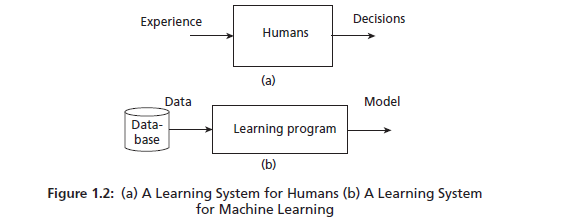 Experience
Decisions
Humans
(a)
Data
Model
Data-
base
Learning program
(b)
Figure 1.2: (a) A Learning System for Humans (b) A Learning System
for Machine Learning